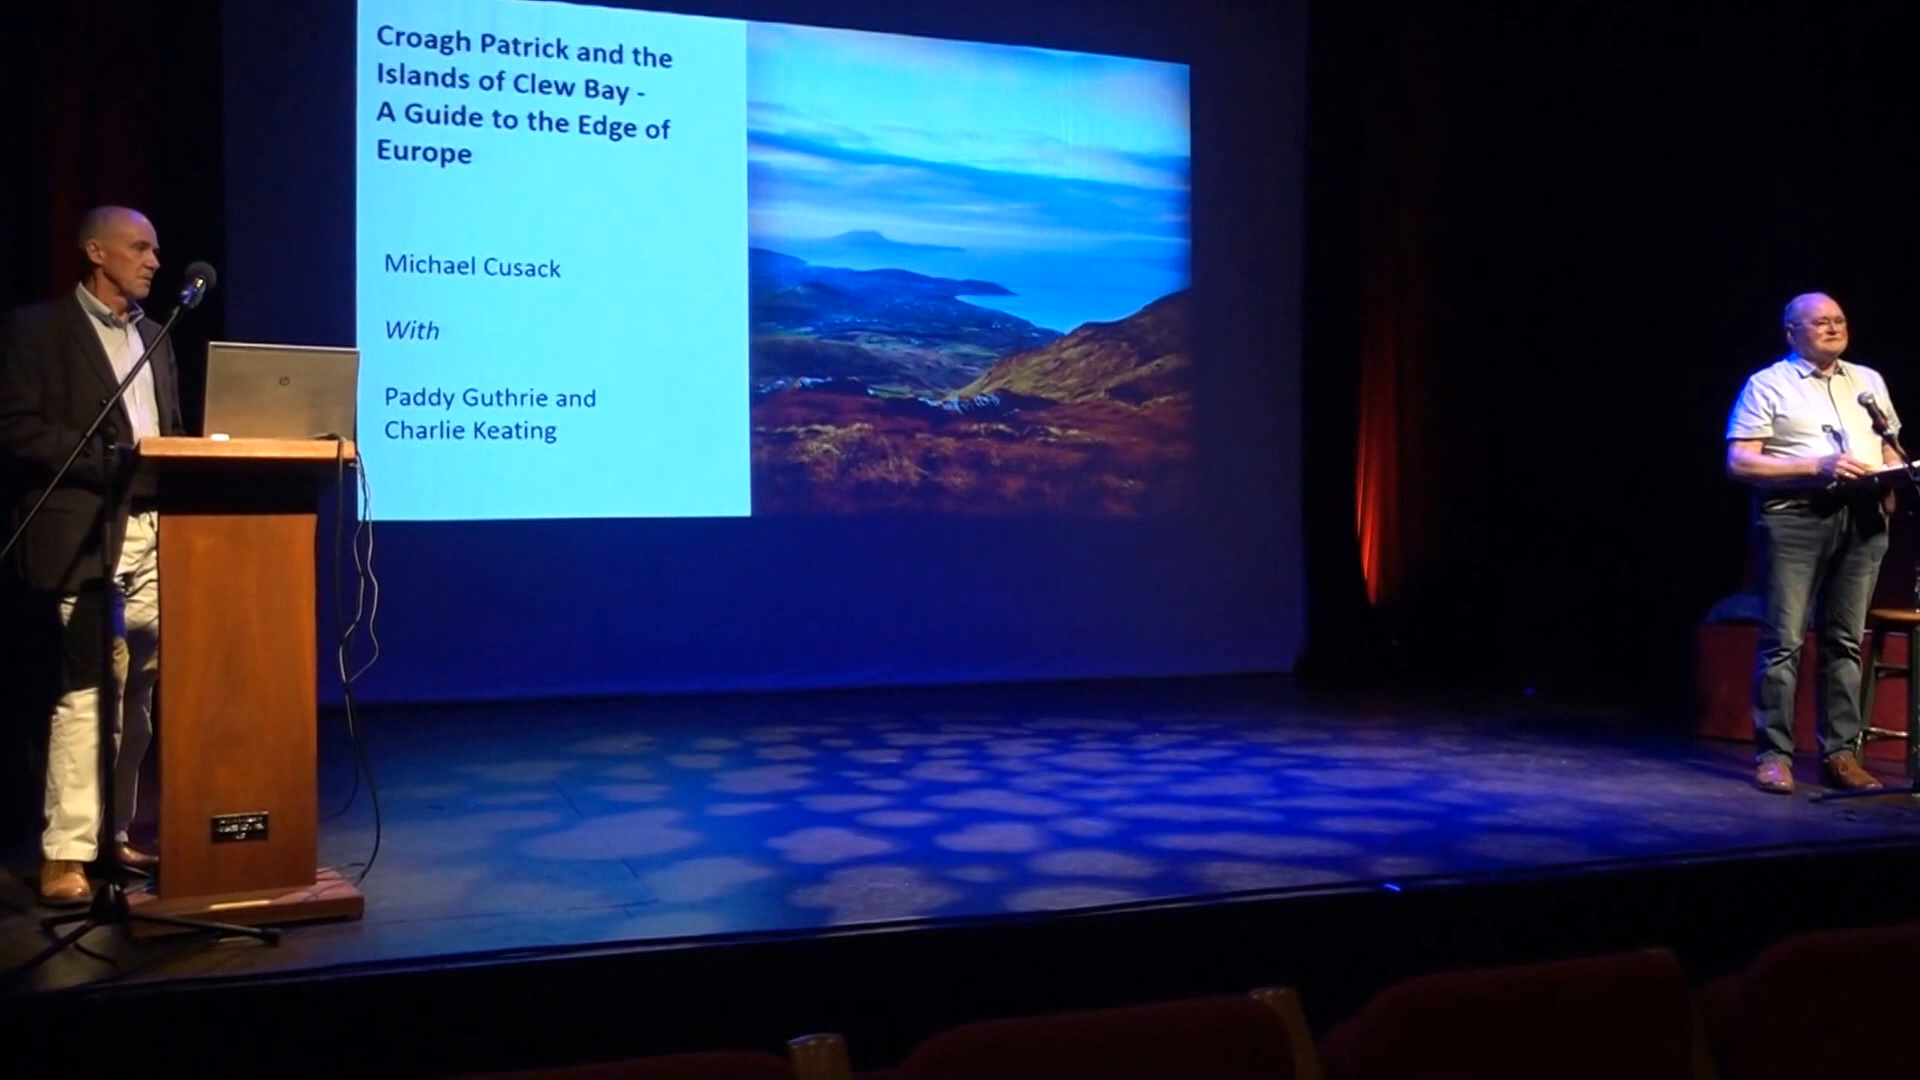 Croagh Patrick and the
Islands of Clew Bay -
A Guide to the Edge of
Europe
Michael Cusack
With
Paddy Guthrie and
Charlie Keating